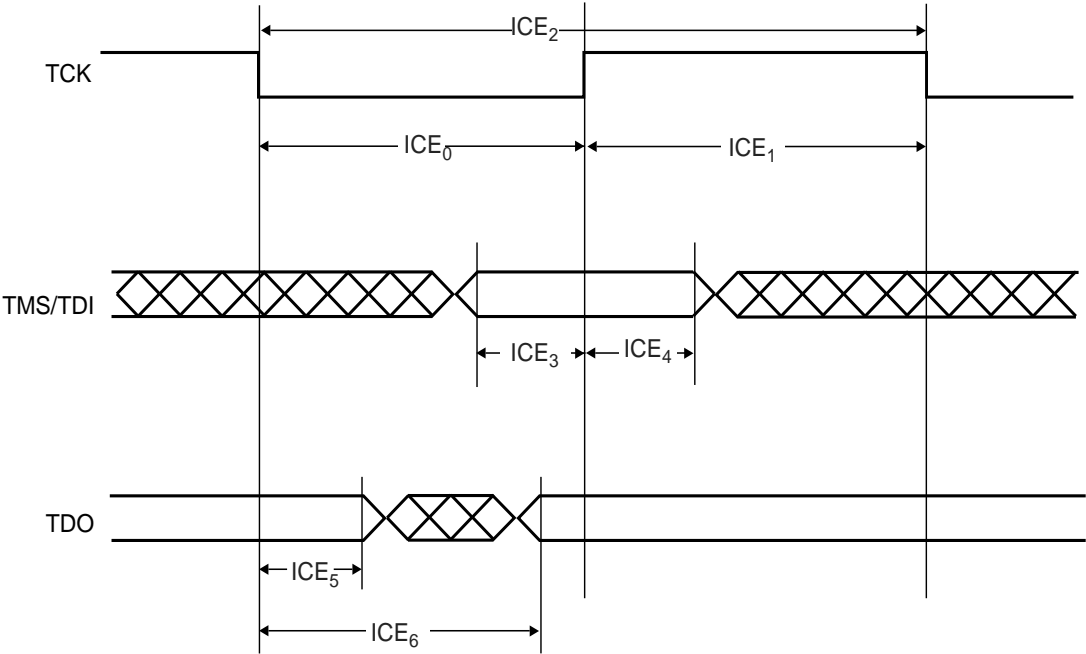 ICE₂
TCK
ICE₀
ICE₁
TMS/TDI
ICE₃
ICE₄
TDO
ICE₅
ICE₆